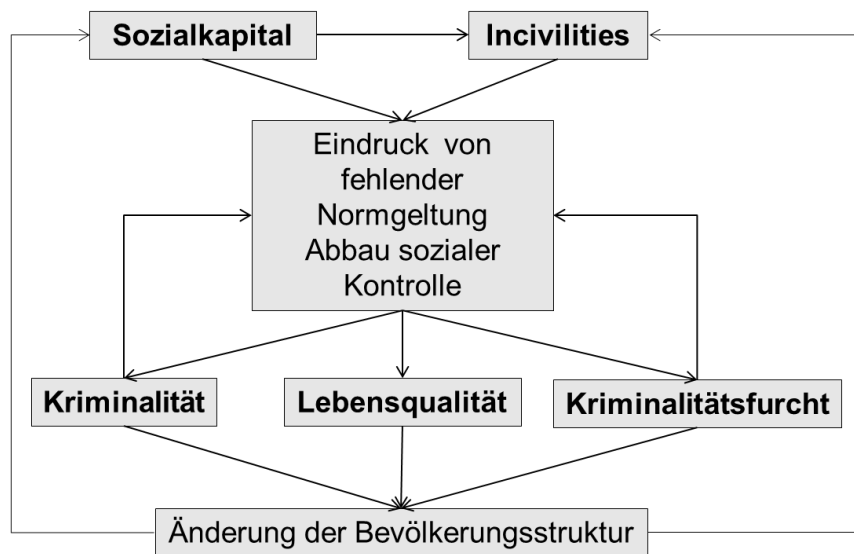 Sozialkapital
Incivilities
Eindruck von
fehlender
Normgeltung
Abbau sozialer
Kontrolle
Kriminalität
Lebensqualität
Kriminalitätsfurcht
Änderung der Bevölkerungsstruktur